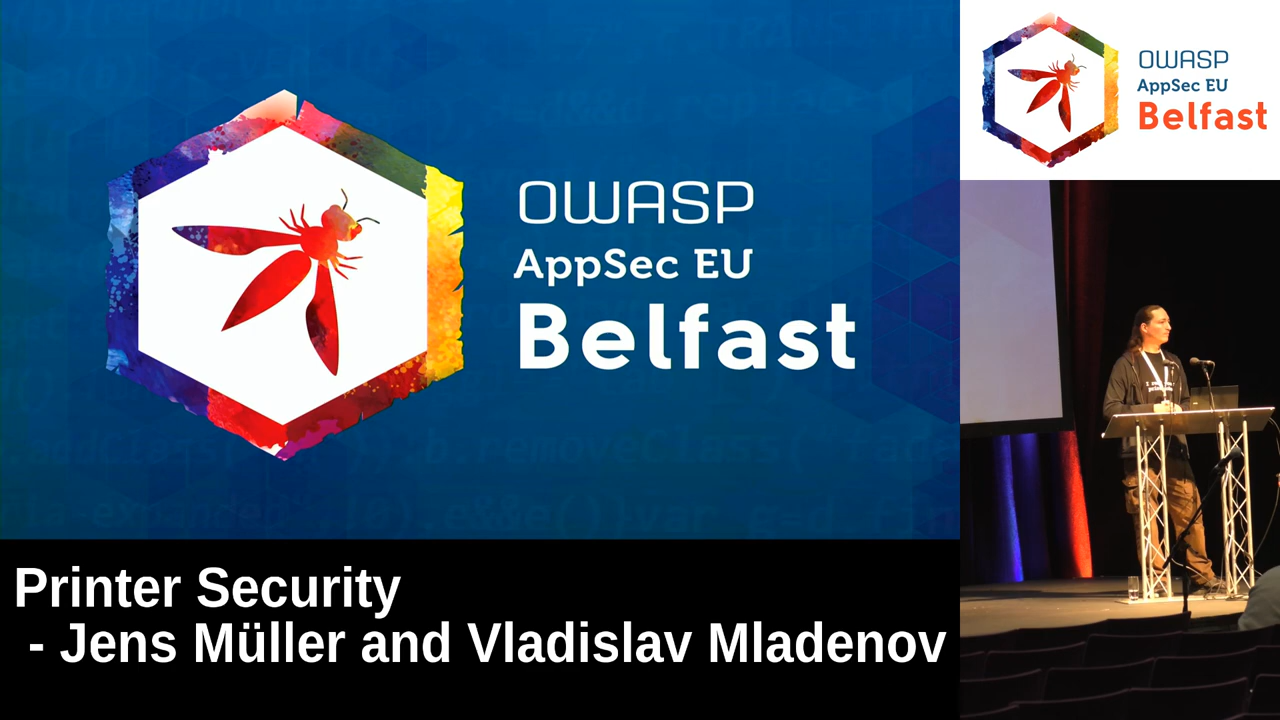 OWASP
AppSec EU
Belfast
OWASP
AppSec EU
Belfast
Printer Security
- Jens Müller and Vladislav Mladenov